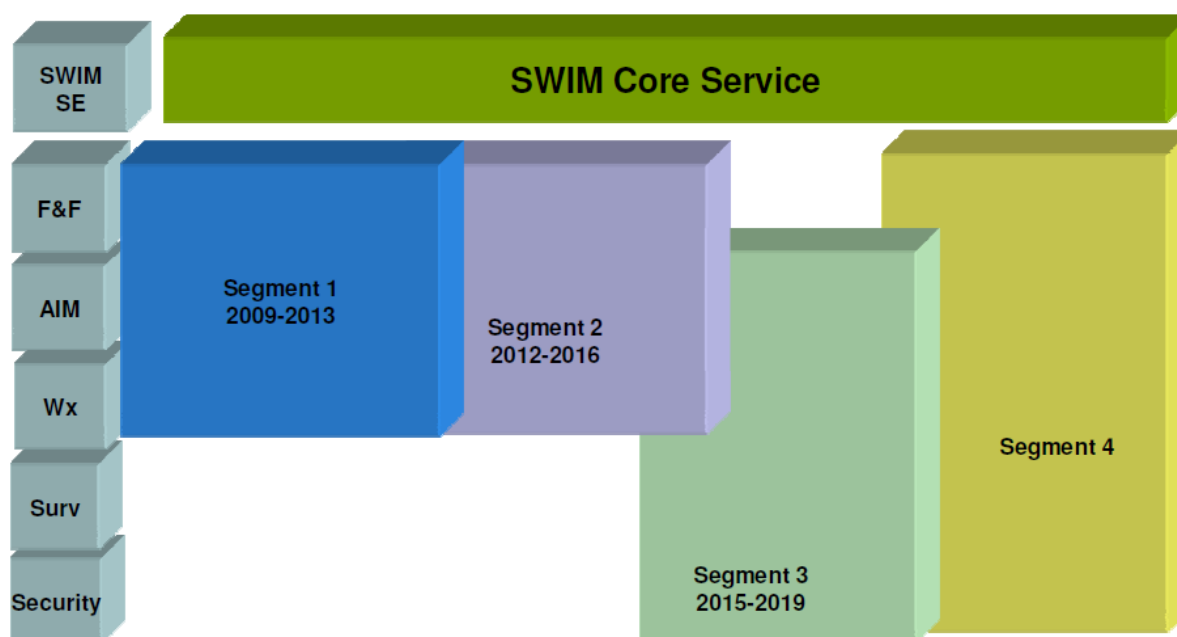 SWIM
SE
SWIM Core Service
F&F
AIM
Wx
Surv
Security
Segment 1
2009-2013
Segment 2
2012-2016
Segment 3
2015-2019
Segment 4